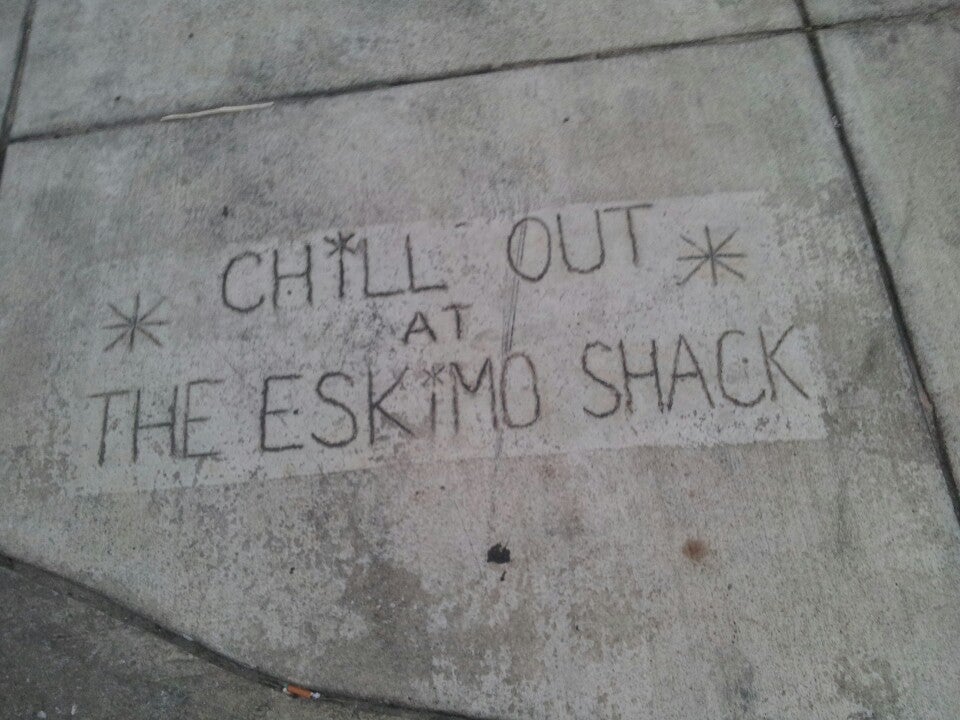 CHiLL OUT
AT
THE ESKiMO SHACK